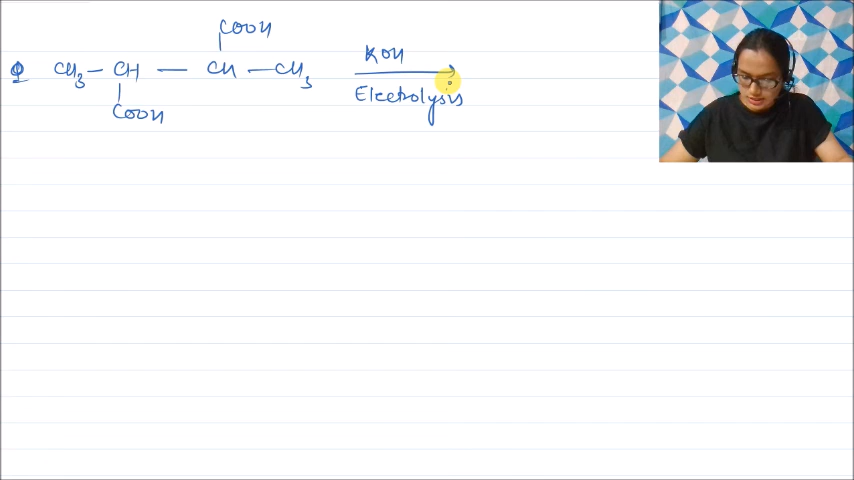 COOH
Q CH3 - CH - CH - CH3 KOH
COOH Electrolysis